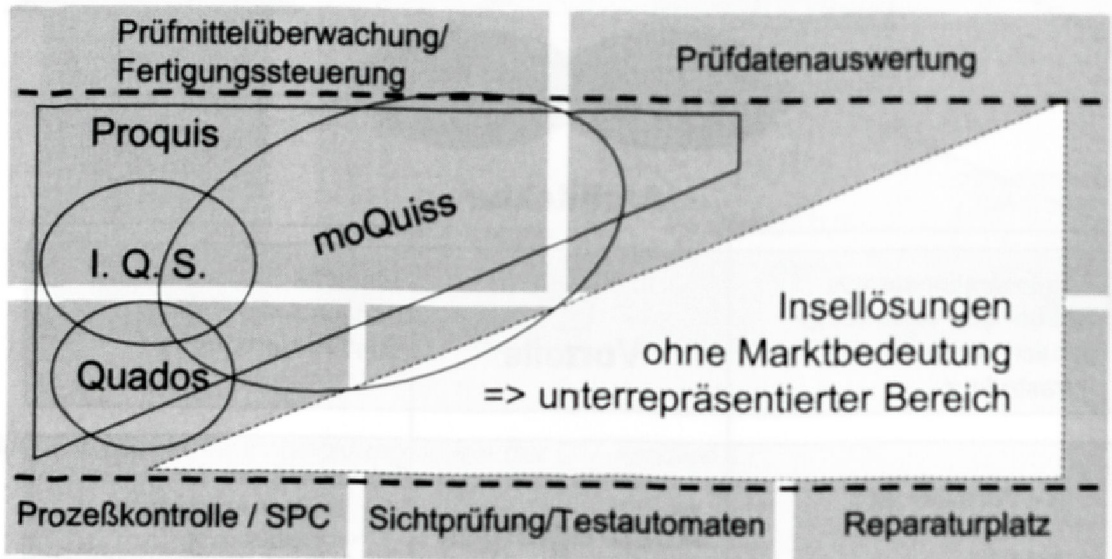 Prüfmittelüberwachung/
Fertigungssteuerung
Prüfdatenauswertung
Proquis
moQuiss
I. Q. S.
Quados
Insellösungen
ohne Marktbedeutung
=> unterrepräsentierter Bereich
Prozeßkontrolle / SPC
Sichtprüfung/Testautomaten
Reparaturplatz